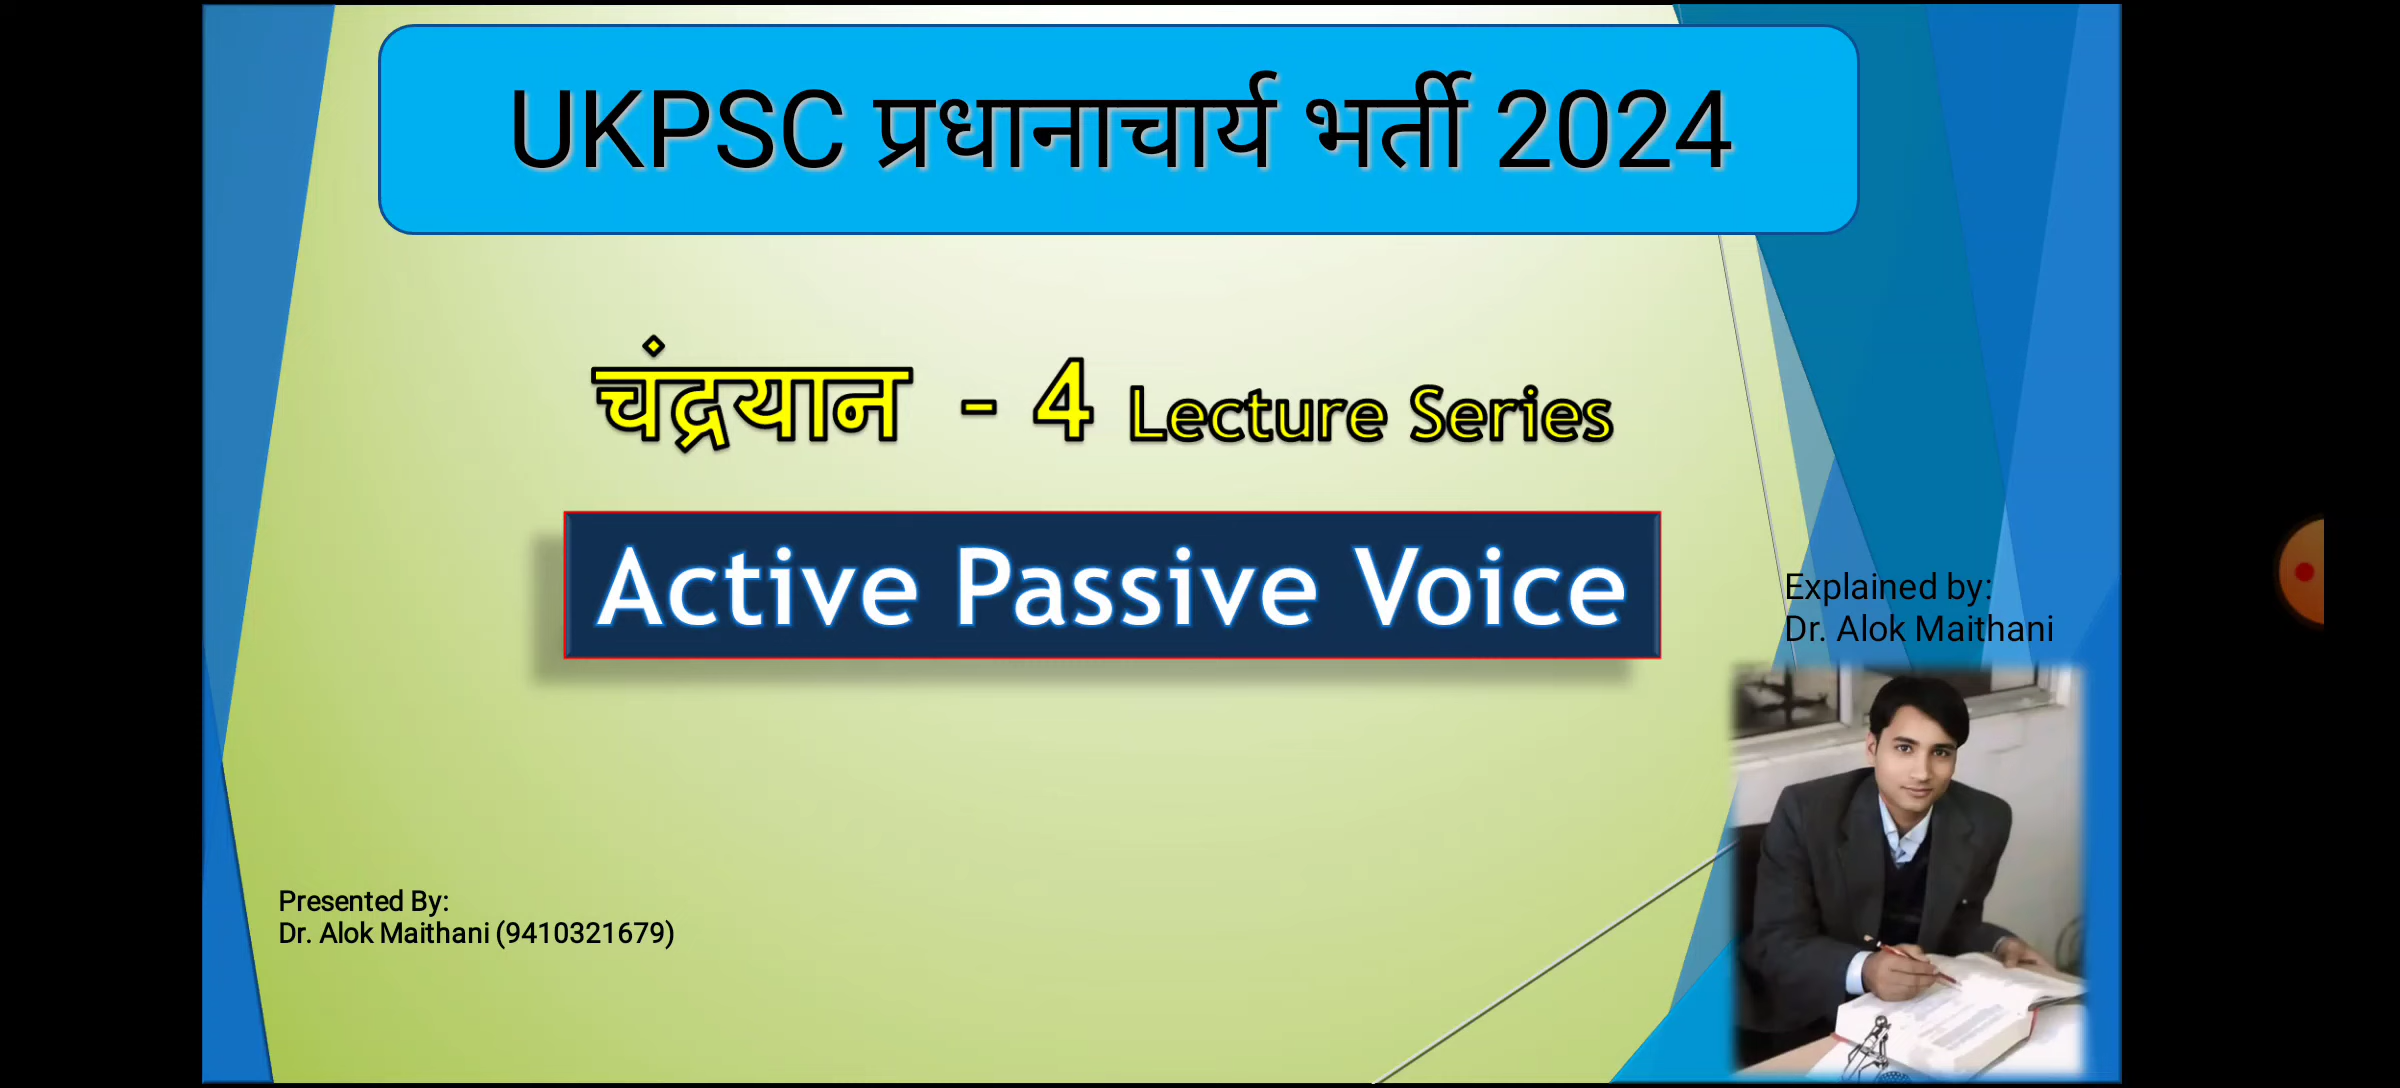 UKPSC प्रधानाचार्य भर्ती 2024
चंद्रयान - 4 Lecture Series
Active Passive Voice
Explained by:
Dr. Alok Maithani
Presented By:
Dr. Alok Maithani (9410321679)